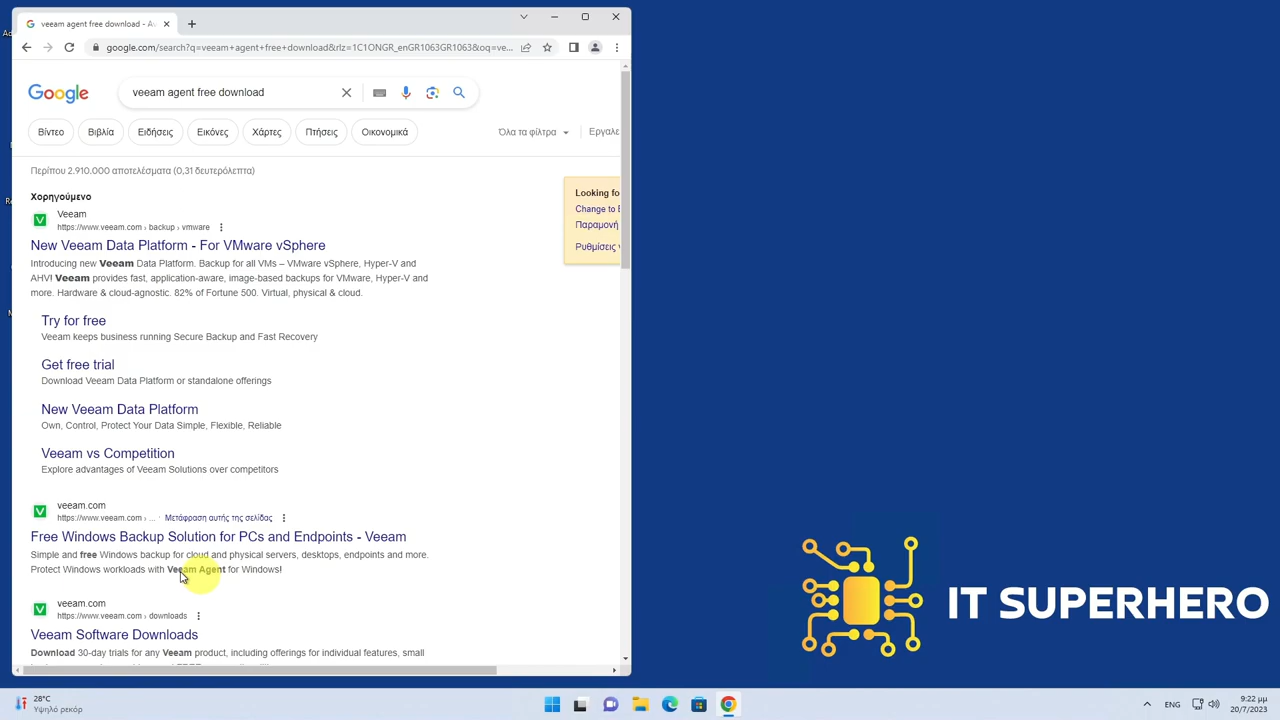 veeam agent free download - Av
google.com/search?q=veeam+agent+free+download&rlz=1C1ONGR_enGR1063GR1063&oq=ve...
Google
veeam agent free download
Βίντεο
Βιβλία
Ειδήσεις
Εικόνες
Χάρτες
Πτήσεις
Οικονομικά
Όλα τα φίλτρα
Εργαλε
Περίπου 2.910.000 αποτελέσματα (0,31 δευτερόλεπτα)
Looking fo
Change to E
Παραμονή
Ρυθμίσεις
Χορηγούμενο
Veeam
https://www.veeam.com › backup › vmware
New Veeam Data Platform - For VMware vSphere
Introducing new Veeam Data Platform. Backup for all VMs – VMware vSphere, Hyper-V and
AHV! Veeam provides fast, application-aware, image-based backups for VMware, Hyper-V and
more. Hardware & cloud-agnostic. 82% of Fortune 500. Virtual, physical & cloud.
Try for free
Veeam keeps business running Secure Backup and Fast Recovery
Get free trial
Download Veeam Data Platform or standalone offerings
New Veeam Data Platform
Own, Control, Protect Your Data Simple, Flexible, Reliable
Veeam vs Competition
Explore advantages of Veeam Solutions over competitors
veeam.com
https://www.veeam.com › ... · Μετάφραση αυτής της σελίδας
Free Windows Backup Solution for PCs and Endpoints - Veeam
Simple and free Windows backup for cloud and physical servers, desktops, endpoints and more.
Protect Windows workloads with Veeam Agent for Windows!
veeam.com
https://www.veeam.com › downloads
Veeam Software Downloads
Download 30-day trials for any Veeam product, including offerings for individual features, small
IT SUPERHERO
28°C
Υψηλό ρεκόρ
ENG
9:22 μμ
20/7/2023